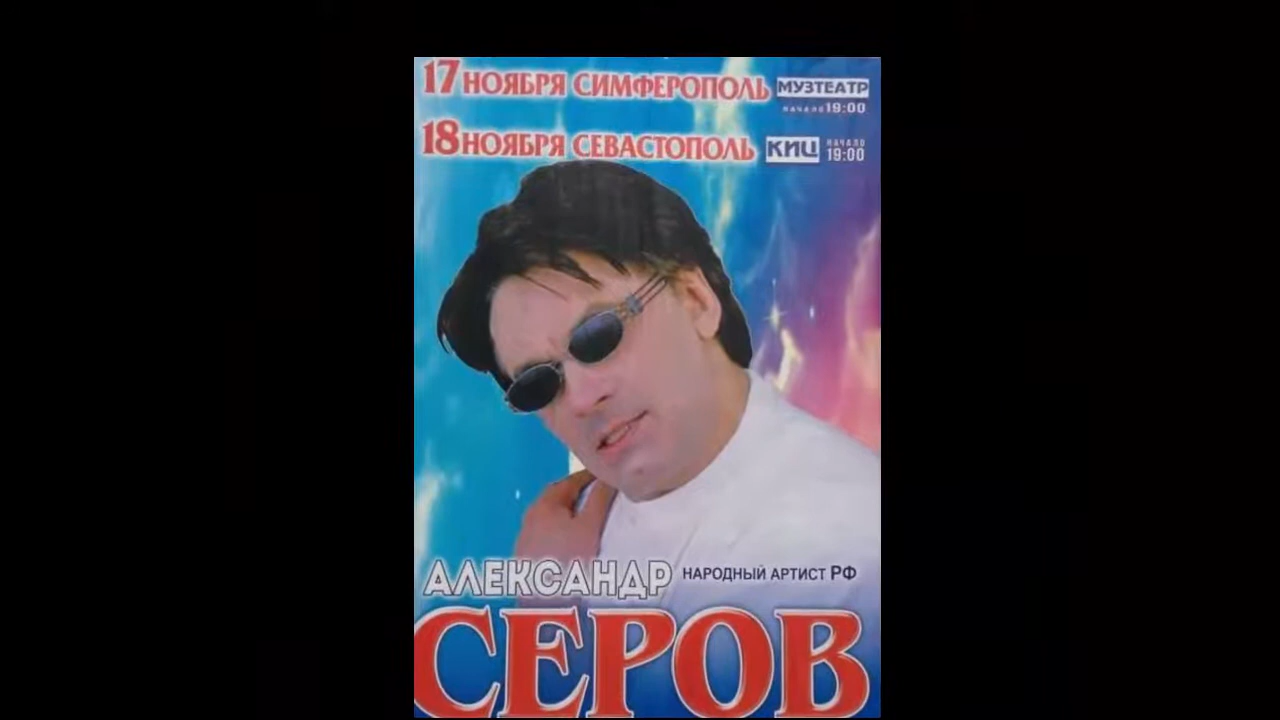 17 НОЯБРЯ СИМФЕРОПОЛЬ МУЗТЕАТР
НАЧАЛО 19:00
18 НОЯБРЯ СЕВАСТОПОЛЬ КИЦ НАЧАЛО
19:00
АЛЕКСАНДР НАРОДНЫЙ АРТИСТ РФ
СЕРОВ